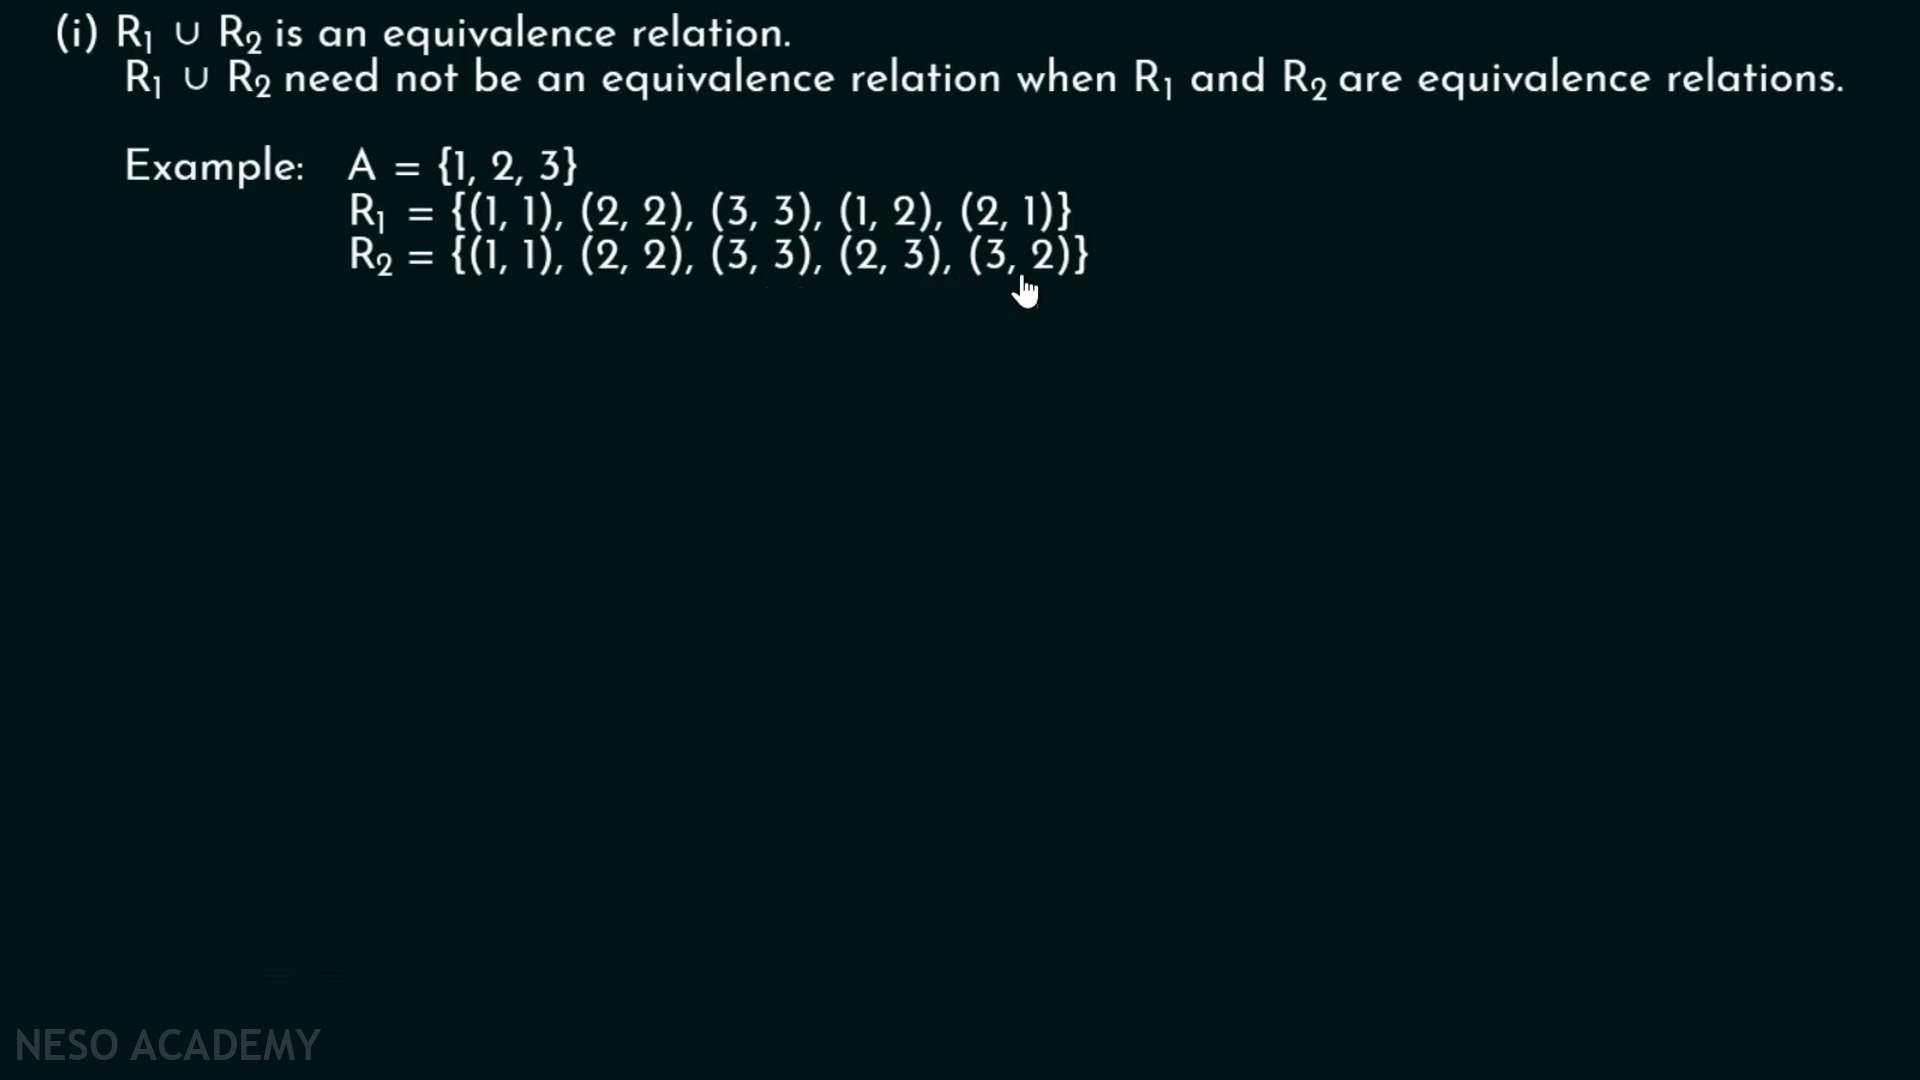 (i) R₁ ∪ R₂ is an equivalence relation.
R₁ ∪ R₂ need not be an equivalence relation when R₁ and R₂ are equivalence relations.
Example: A = {1, 2, 3}
R₁ = {(1, 1), (2, 2), (3, 3), (1, 2), (2, 1)}
R₂ = {(1, 1), (2, 2), (3, 3), (2, 3), (3, 2)}
NESO ACADEMY